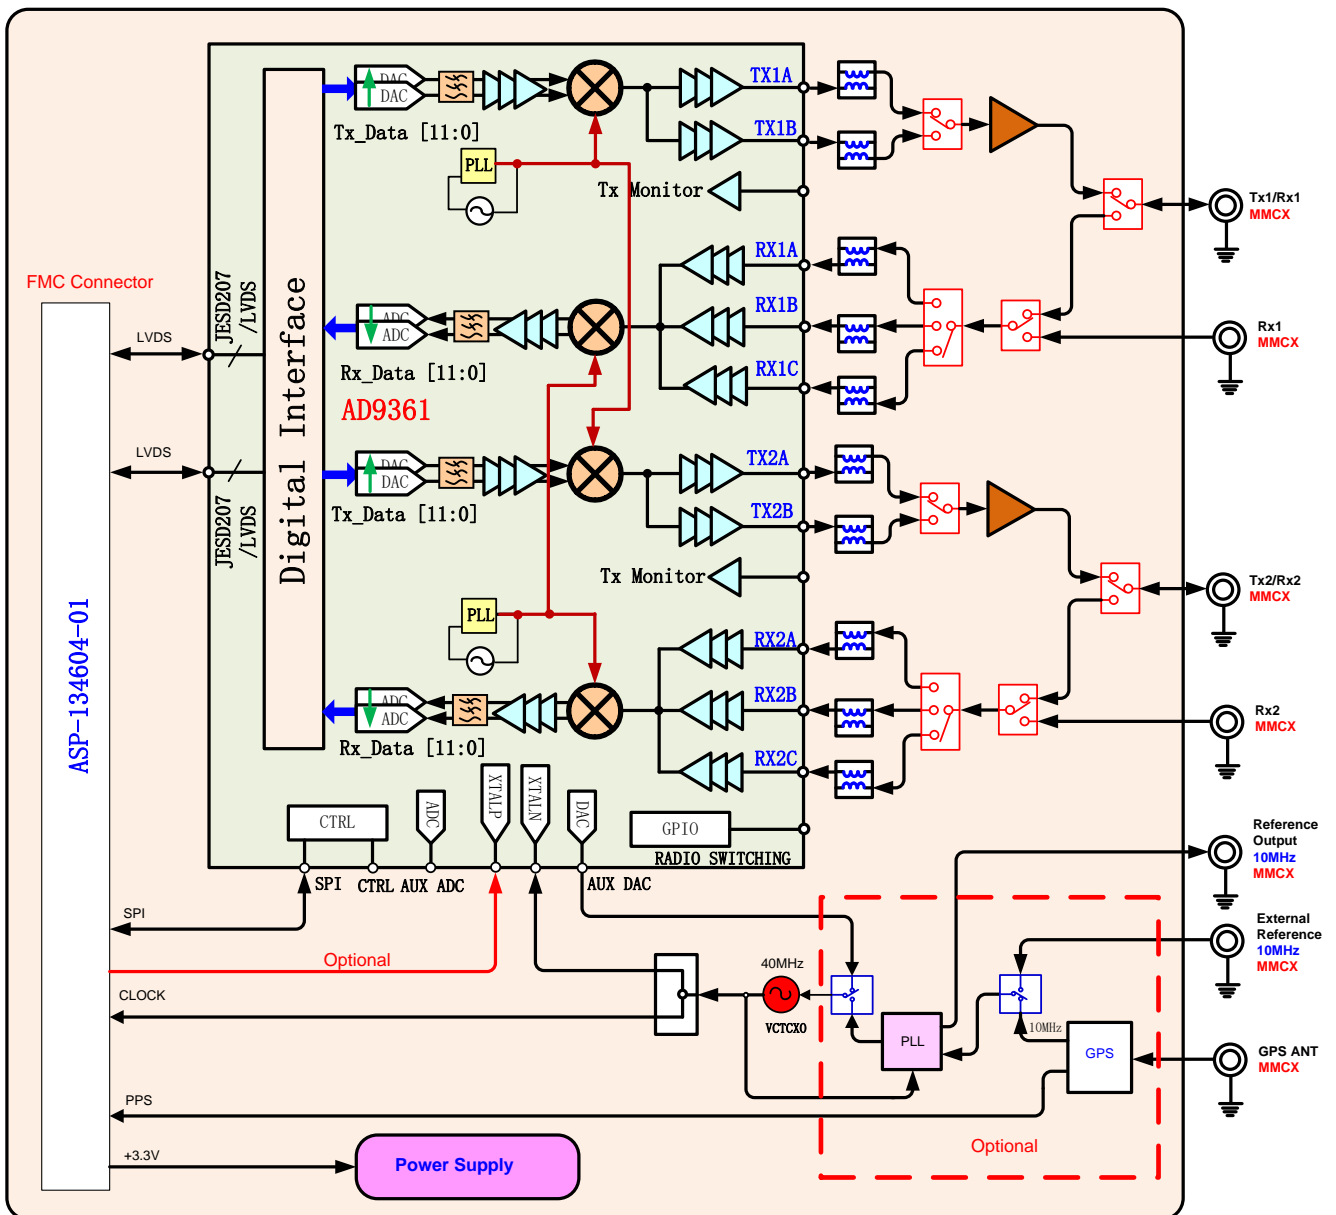 TX1A
DAC
DAC
Tx_Data [11:0]
TX1B
PLL
Tx Monitor
Tx1/Rx1
MMCX
FMC Connector
JESD207
/LVDS
LVDS
RX1A
RX1B
ADC
ADC
Rx_Data [11:0]
RX1C
Rx1
MMCX
AD9361
Digital Interface
LVDS
JESD207
/LVDS
TX2A
DAC
DAC
Tx_Data [11:0]
TX2B
Tx Monitor
Tx2/Rx2
MMCX
PLL
ASP-134604-01
RX2A
RX2B
ADC
ADC
Rx_Data [11:0]
RX2C
Rx2
MMCX
CTRL
ADC
XTALP
XTALN
DAC
GPIO
RADIO SWITCHING
SPI
CTRL
AUX ADC
AUX DAC
Reference
Output
10MHz
MMCX
SPI
External
Reference
10MHz
MMCX
Optional
40MHz
VCTCXO
CLOCK
PLL
10MHz
GPS
GPS ANT
MMCX
PPS
Optional
+3.3V
Power Supply